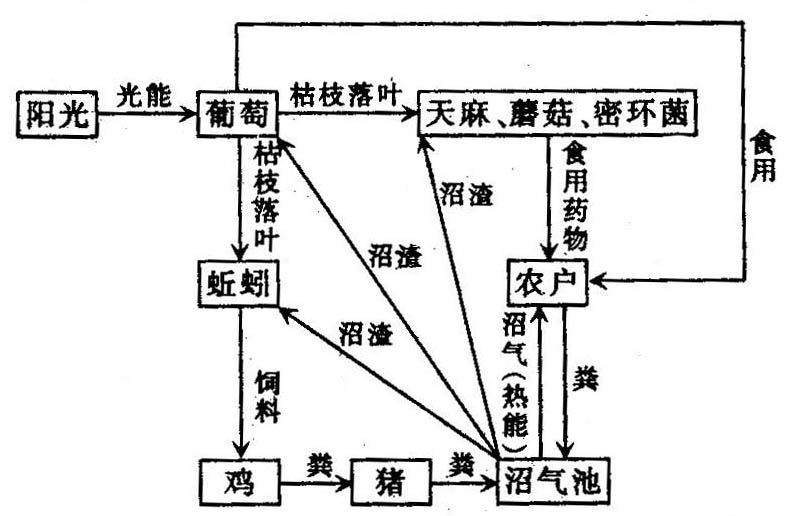 光能
枯枝落叶
阳光
葡萄
天麻、蘑菇、密环菌
枯枝落叶
食用药物
食用
沼渣
沼渣
沼渣
蚯蚓
农户
沼气(热能)
粪
饲料
粪
粪
鸡
猪
沼气池